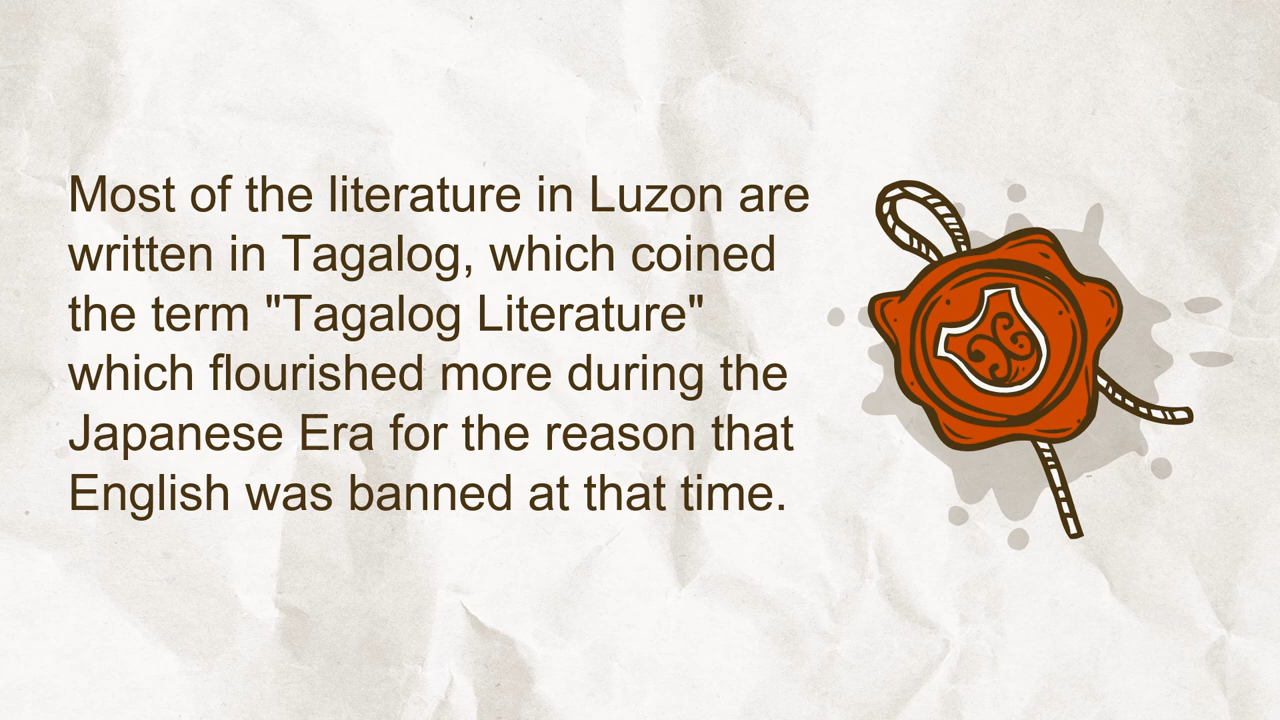 Most of the literature in Luzon are
written in Tagalog, which coined
the term "Tagalog Literature"
which flourished more during the
Japanese Era for the reason that
English was banned at that time.